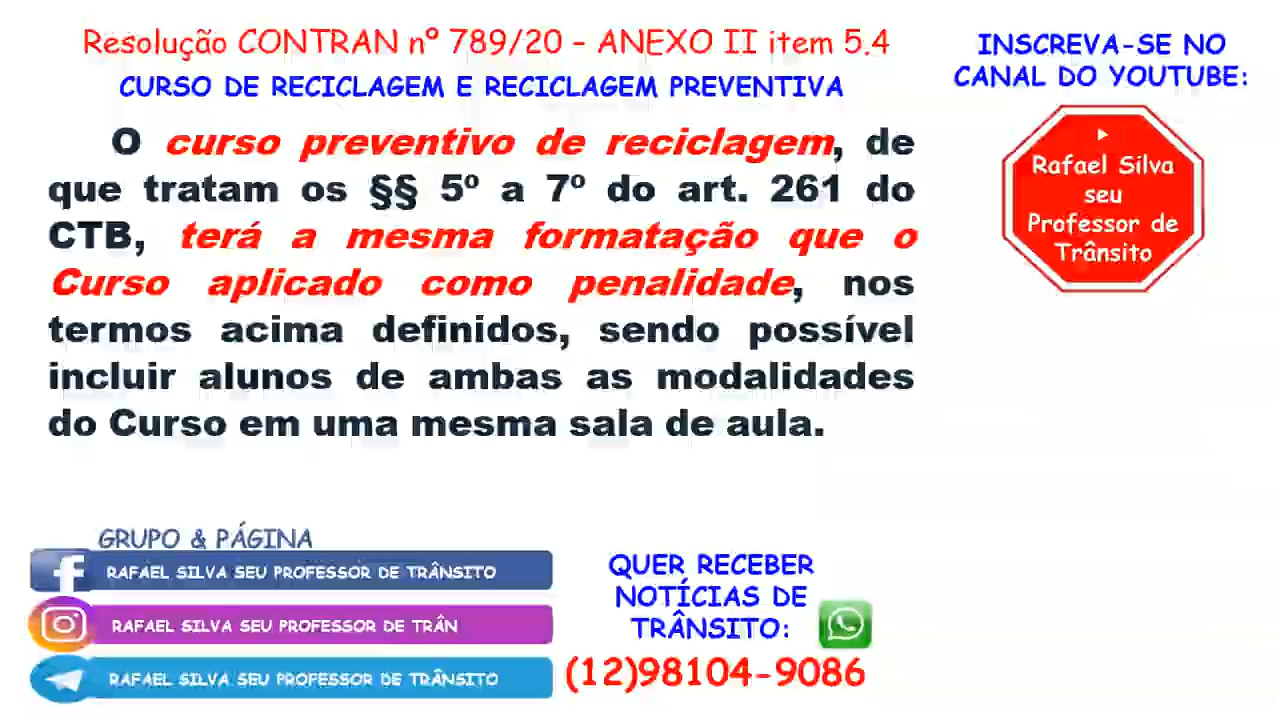 Resolução CONTRAN nº 789/20 – ANEXO II item 5.4
CURSO DE RECICLAGEM E RECICLAGEM PREVENTIVA
O curso preventivo de reciclagem, de
que tratam os §§ 5º a 7º do art. 261 do
CTB, terá a mesma formatação que o
Curso aplicado como penalidade, nos
termos acima definidos, sendo possível
incluir alunos de ambas as modalidades
do Curso em uma mesma sala de aula.
INSCREVA-SE NO
CANAL DO YOUTUBE:
Rafael Silva
seu
Professor de
Trânsito
GRUPO & PÁGINA
RAFAEL SILVA SEU PROFESSOR DE TRÂNSITO
RAFAEL SILVA SEU PROFESSOR DE TRÂN
RAFAEL SILVA SEU PROFESSOR DE TRÂNSITO
QUER RECEBER
NOTÍCIAS DE
TRÂNSITO:
(12)98104-9086